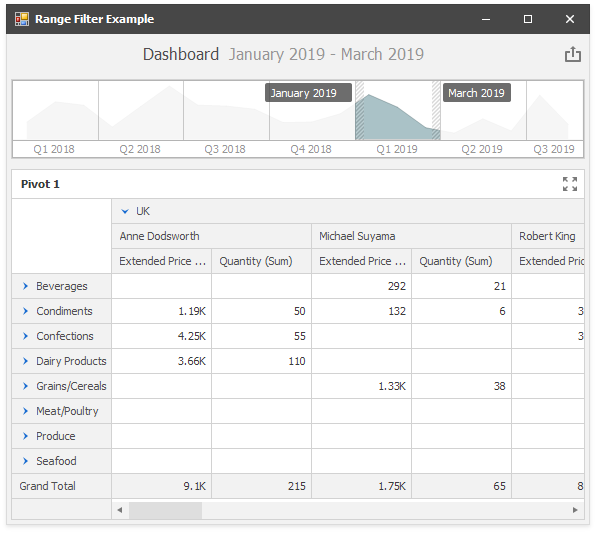 Range Filter Example
Dashboard January 2019 - March 2019
January 2019 March 2019
Q1 2018 Q2 2018 Q3 2018 Q4 2018 Q1 2019 Q2 2019 Q3 2019
Pivot 1
UK
Anne Dodsworth Michael Suyama Robert King
Extended Price ... Quantity (Sum) Extended Price ... Quantity (Sum) Extended Pric
Beverages 292 21
Condiments 1.19K 50 132 6 3
Confections 4.25K 55 3
Dairy Products 3.66K 110
Grains/Cereals 1.33K 38
Meat/Poultry
Produce
Seafood
Grand Total 9.1K 215 1.75K 65 8